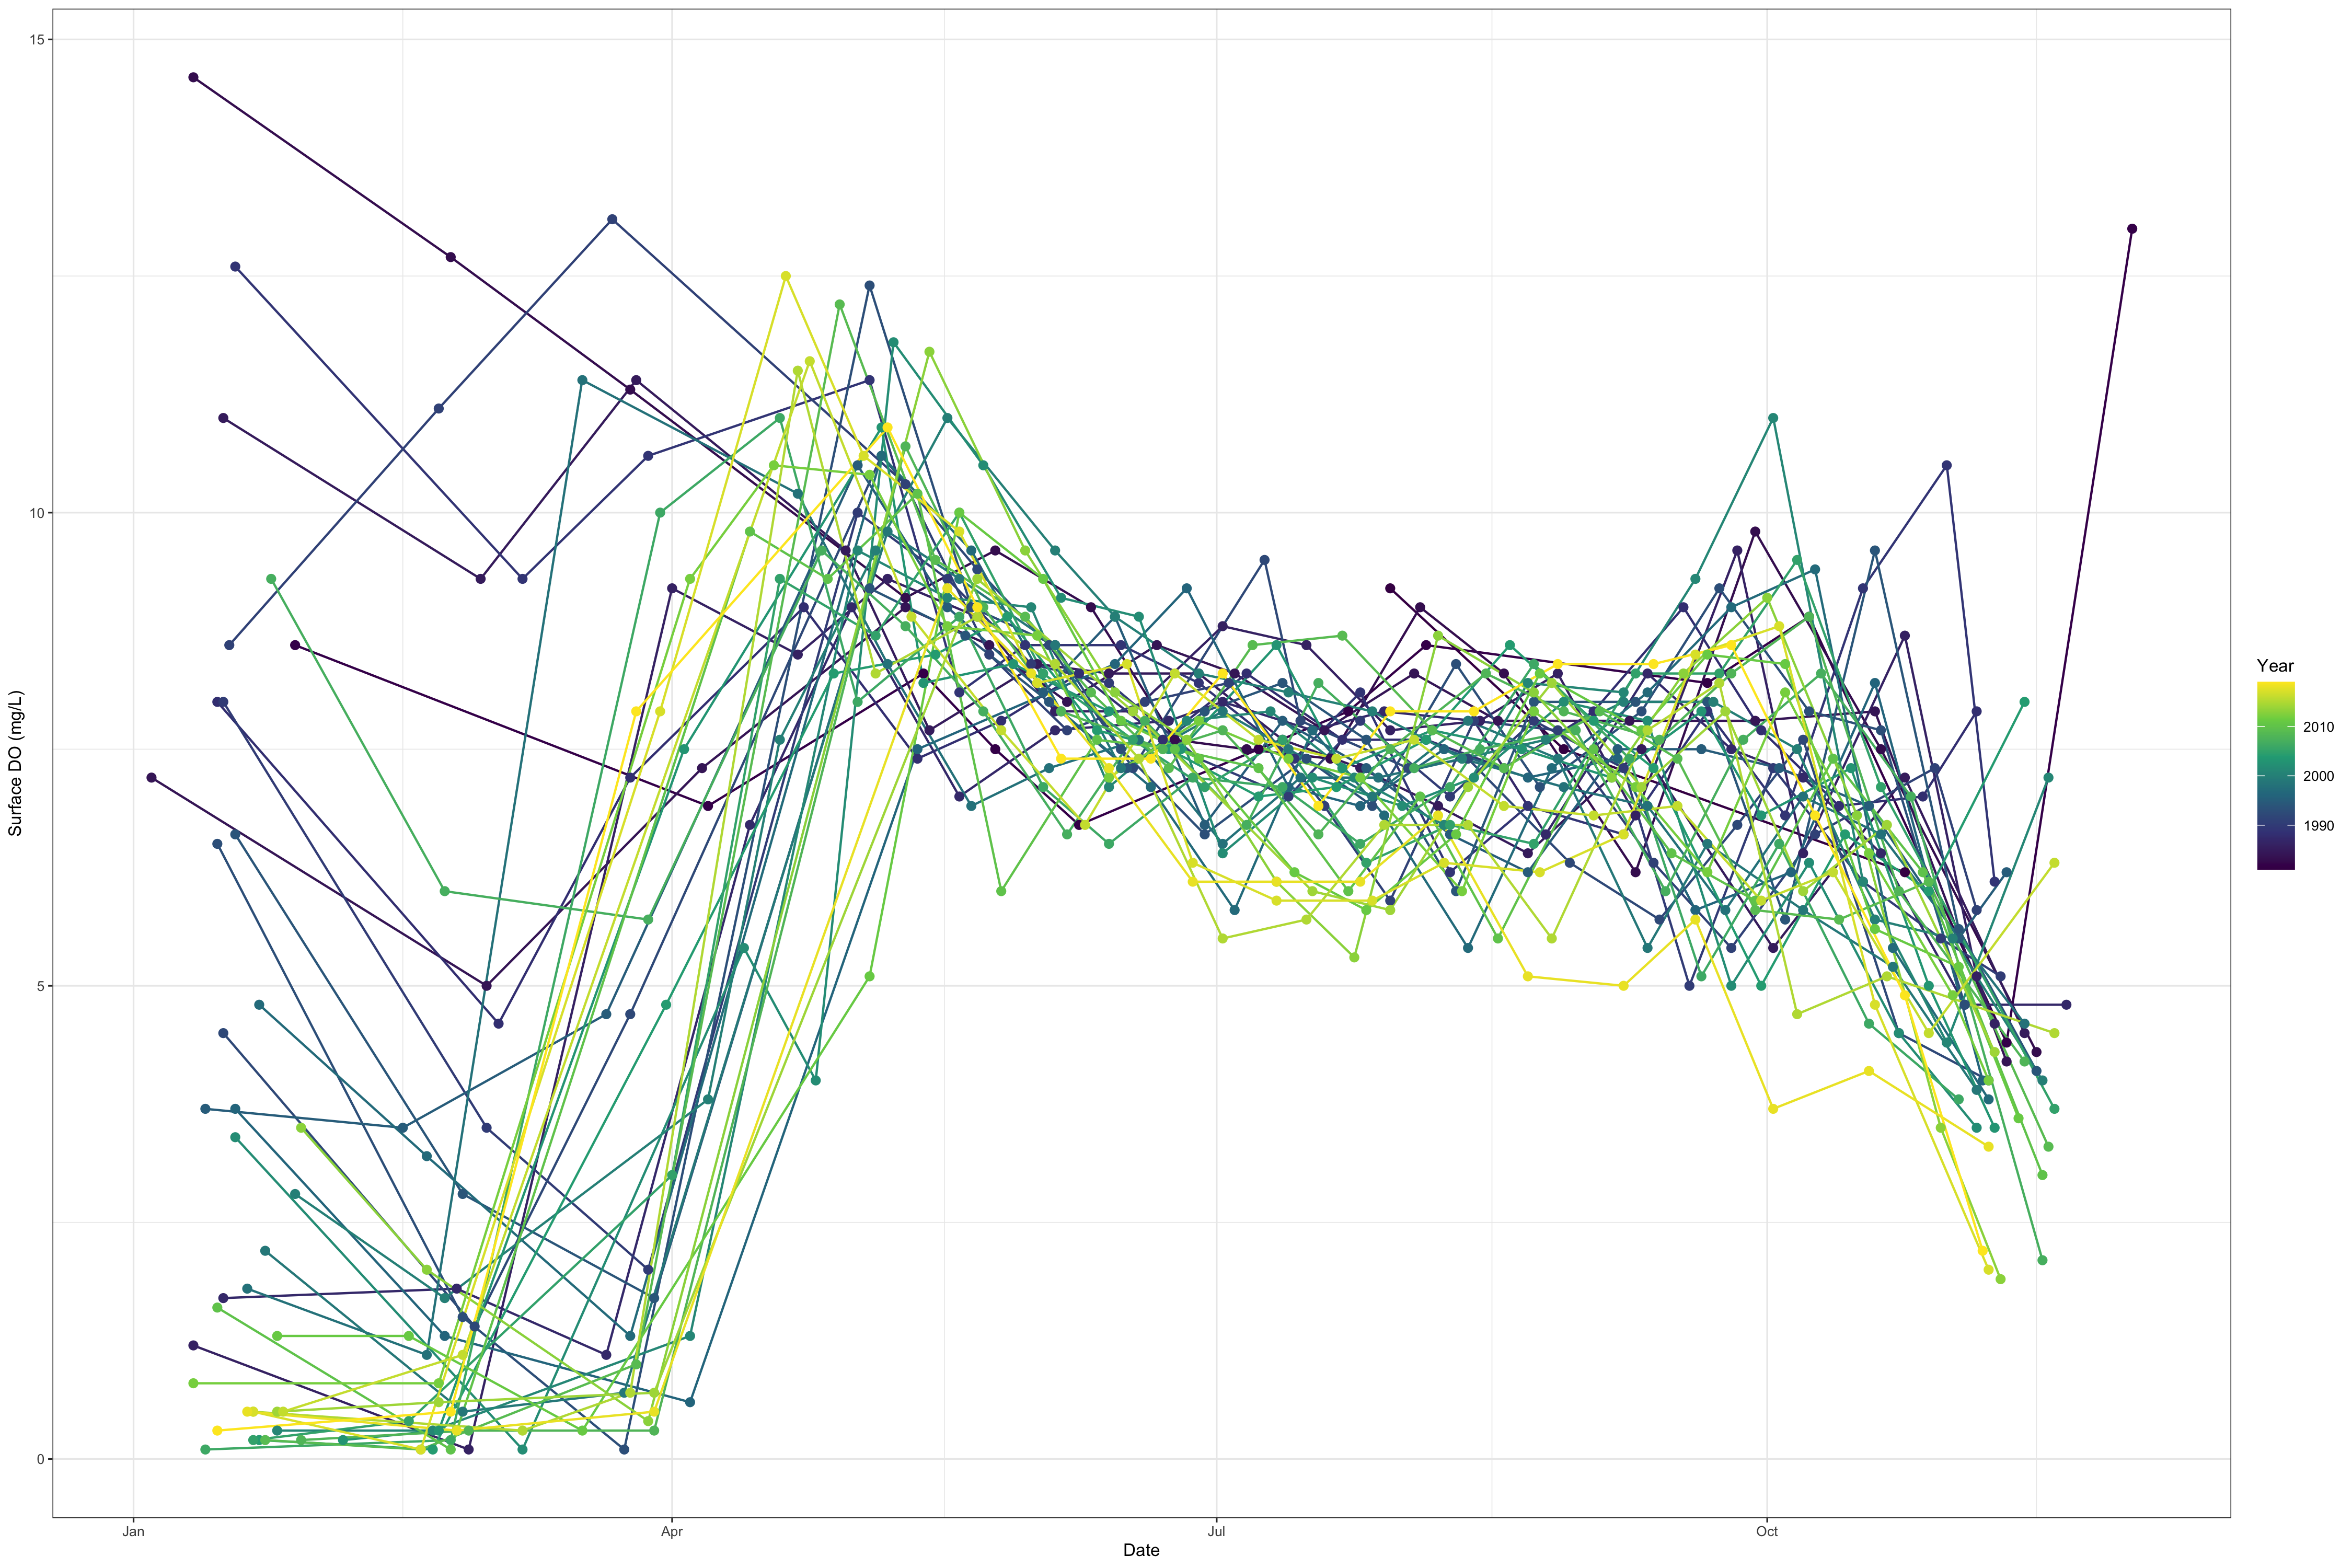 15
10
5
0
Surface DO (mg/L)
Jan
Apr
Jul
Oct
Date
Year
2010
2000
1990